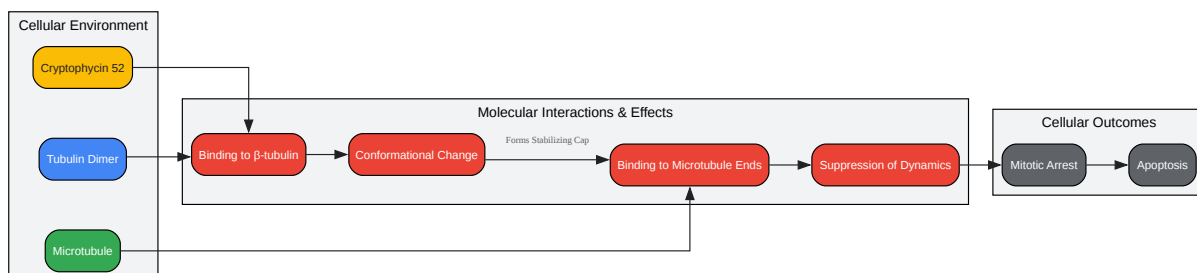 Cellular Environment
Cryptophycin 52
Tubulin Dimer
Microtubule
Molecular Interactions & Effects
Binding to β-tubulin
Conformational Change
Forms Stabilizing Cap
Binding to Microtubule Ends
Suppression of Dynamics
Cellular Outcomes
Mitotic Arrest
Apoptosis